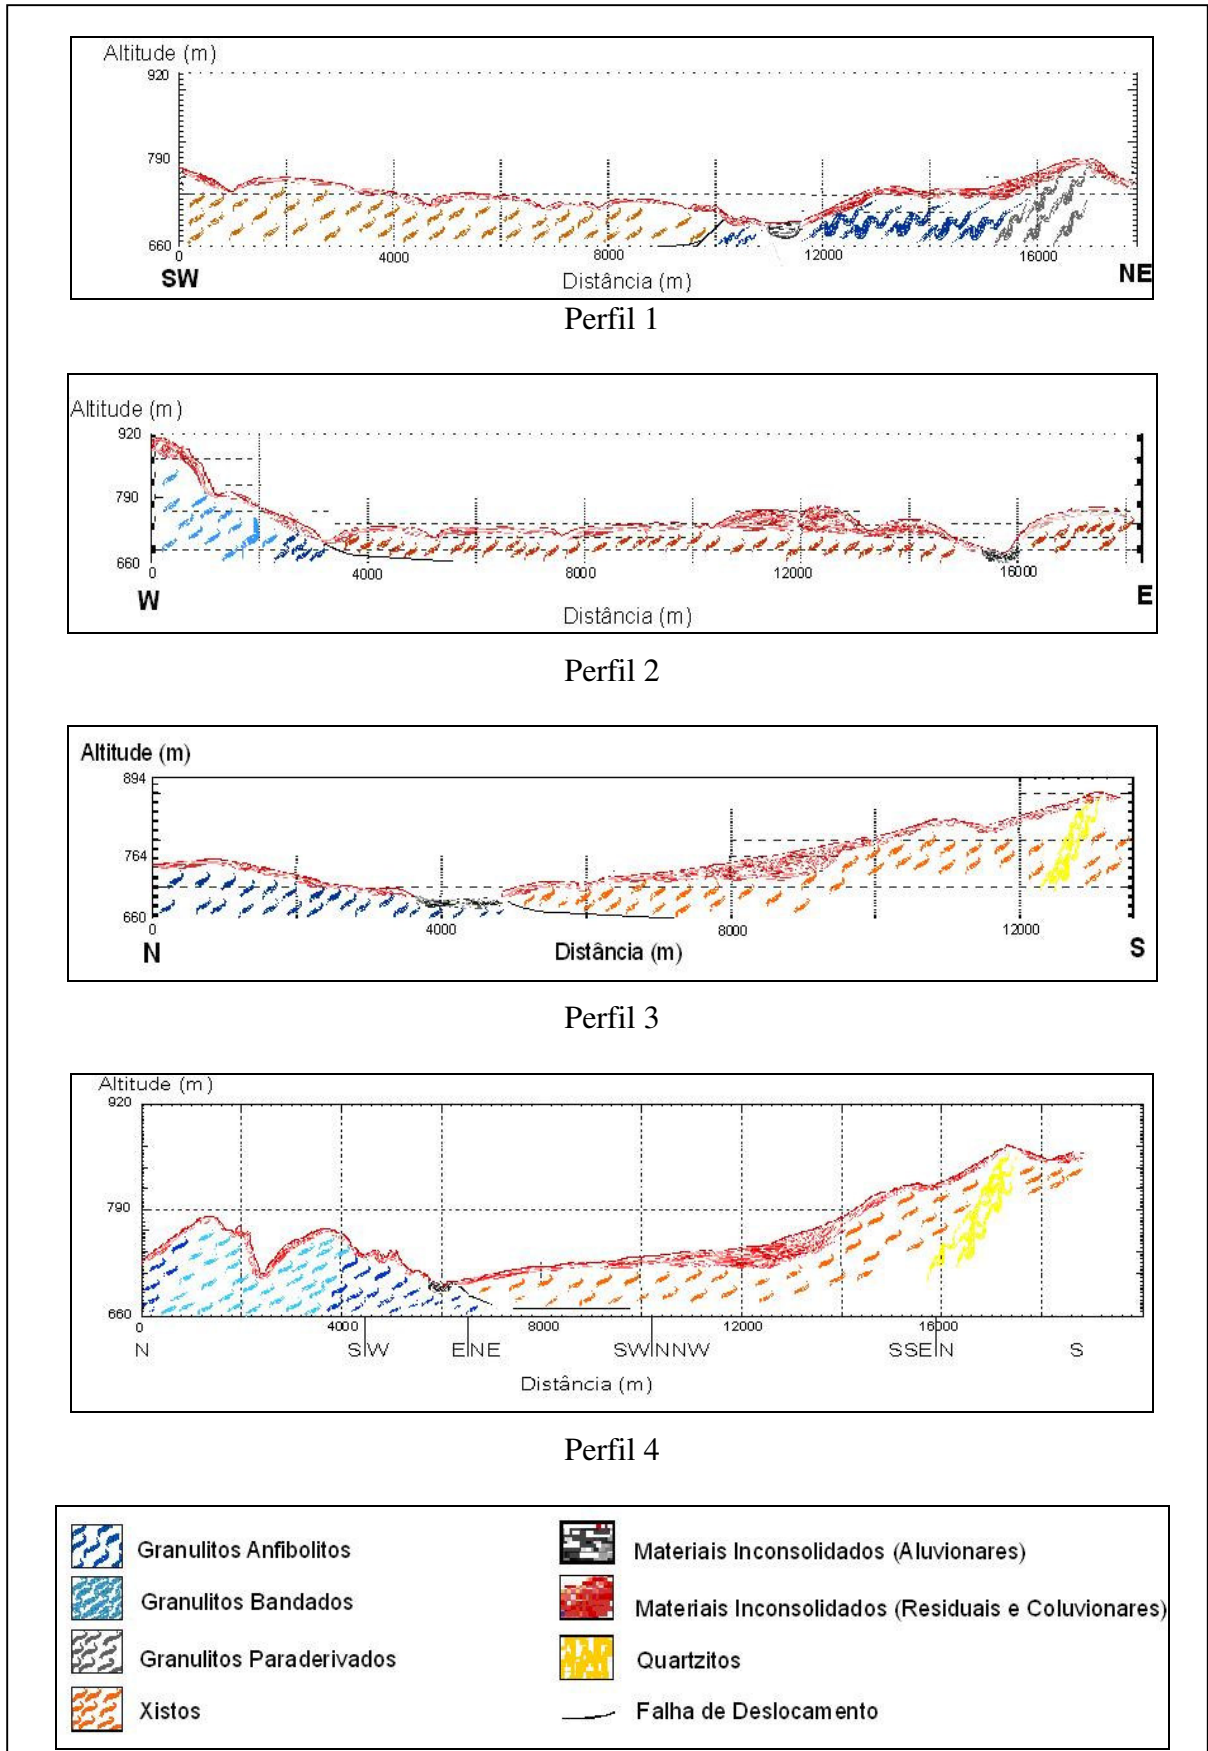 Altitude (m)
920
790
660
0 4000 8000 12000 16000
SW NE
Distância (m)
Perfil 1
Altitude (m)
920
790
660
0 4000 8000 12000 16000
W E
Distância (m)
Perfil 2
Altitude (m)
894
764
660
0 4000 8000 12000
N Distância (m) S
Perfil 3
Altitude (m)
920
790
660
0 4000 8000 12000 16000
N S|W E|NE SW|NNW SSE|N S
Distância (m)
Perfil 4
Granulitos Anfibolitos
Granulitos Bandados
Granulitos Paraderivados
Xistos
Materiais Inconsolidados (Aluvionares)
Materiais Inconsolidados (Residuais e Coluvionares)
Quartzitos
Falha de Deslocamento